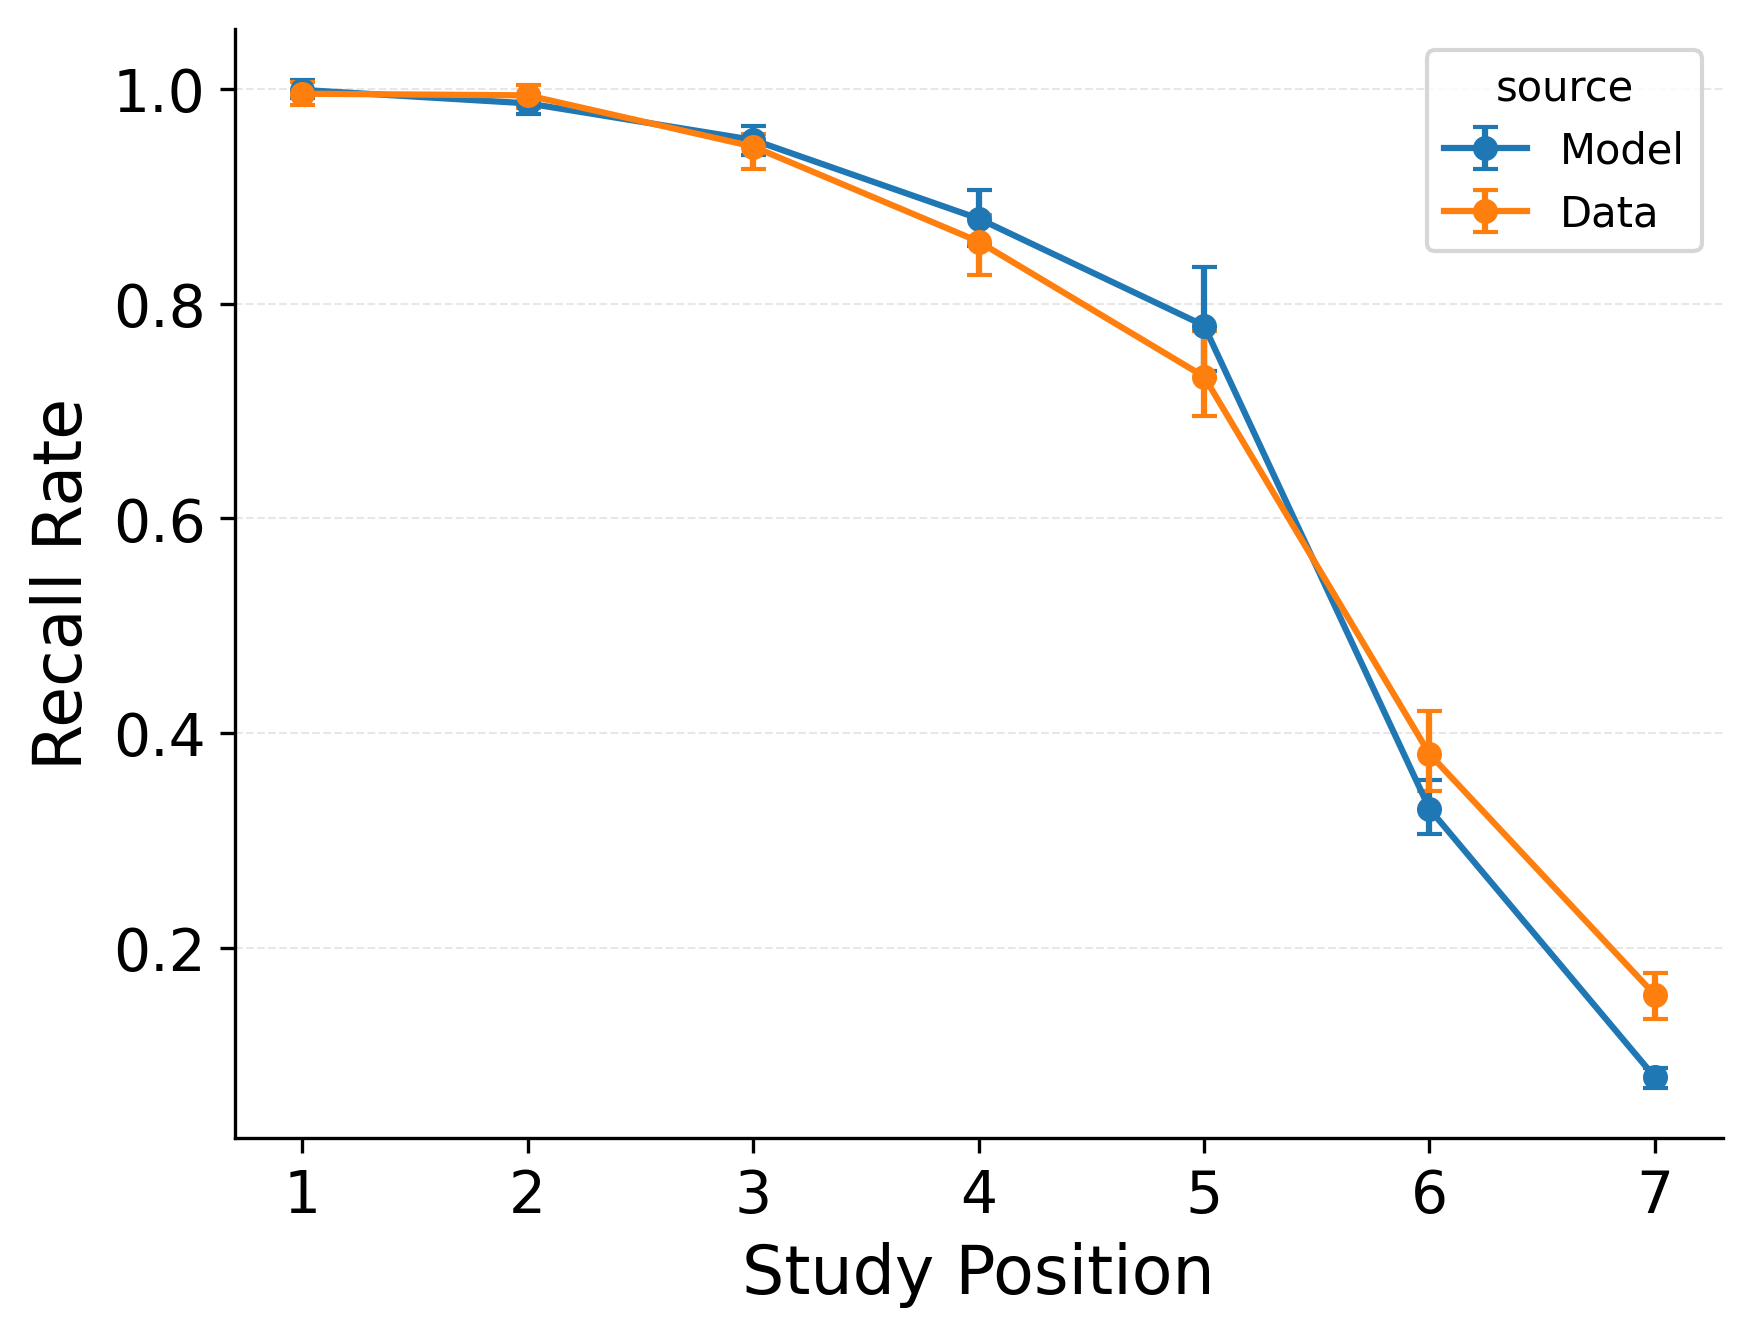 source
Model
Data
1.0
0.8
0.6
0.4
0.2
Recall Rate
1 2 3 4 5 6 7
Study Position